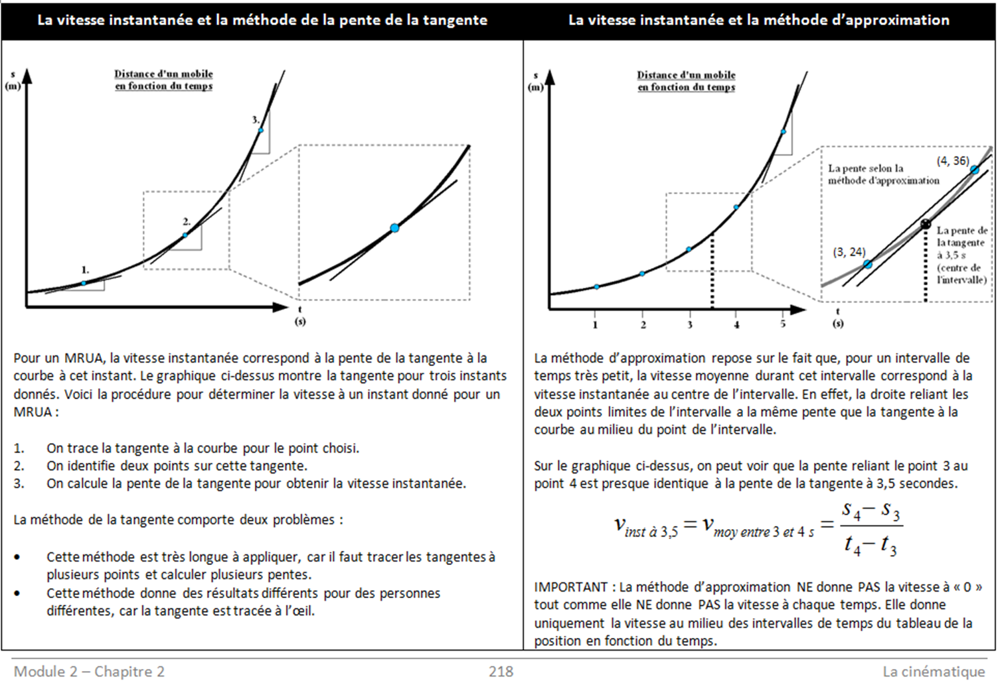 La vitesse instantanée et la méthode de la pente de la tangente
s
(m)
Distance d'un mobile
en fonction du temps
3.
2.
1.
t
(s)
Pour un MRUA, la vitesse instantanée correspond à la pente de la tangente à la
courbe à cet instant. Le graphique ci-dessus montre la tangente pour trois instants
donnés. Voici la procédure pour déterminer la vitesse à un instant donné pour un
MRUA :
1. On trace la tangente à la courbe pour le point choisi.
2. On identifie deux points sur cette tangente.
3. On calcule la pente de la tangente pour obtenir la vitesse instantanée.
La méthode de la tangente comporte deux problèmes :
• Cette méthode est très longue à appliquer, car il faut tracer les tangentes à
plusieurs points et calculer plusieurs pentes.
• Cette méthode donne des résultats différents pour des personnes
différentes, car la tangente est tracée à l'œil.
La vitesse instantanée et la méthode d'approximation
s
(m)
Distance d'un mobile
en fonction du temps
(4, 36)
La pente selon la
méthode d'approximation
La pente de
la tangente
à 3,5 s
(centre de
l'intervalle)
(3, 24)
1 2 3 4 5
t
(s)
La méthode d'approximation repose sur le fait que, pour un intervalle de
temps très petit, la vitesse moyenne durant cet intervalle correspond à la
vitesse instantanée au centre de l'intervalle. En effet, la droite reliant les
deux points limites de l'intervalle a la même pente que la tangente à la
courbe au milieu du point de l'intervalle.
Sur le graphique ci-dessus, on peut voir que la pente reliant le point 3 au
point 4 est presque identique à la pente de la tangente à 3,5 secondes.
v inst à 3,5 = v moy entre 3 et 4 s = (s4 − s3) / (t4 − t3)
IMPORTANT : La méthode d'approximation NE donne PAS la vitesse à « 0 »
tout comme elle NE donne PAS la vitesse à chaque temps. Elle donne
uniquement la vitesse au milieu des intervalles de temps du tableau de la
position en fonction du temps.
Module 2 – Chapitre 2 218 La cinématique